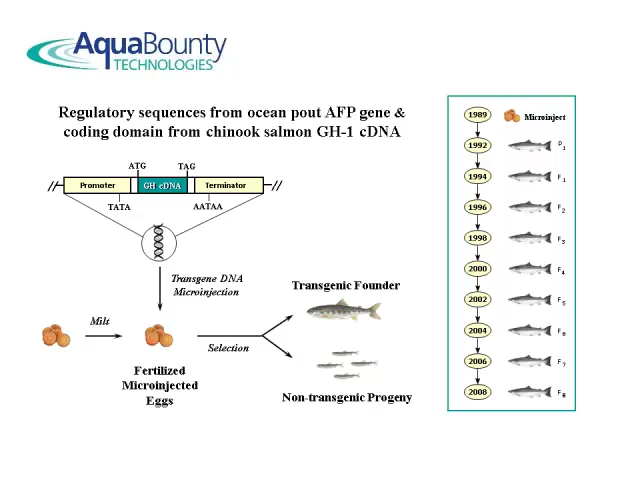 AquaBounty
TECHNOLOGIES
Regulatory sequences from ocean pout AFP gene &
coding domain from chinook salmon GH-1 cDNA
ATG TAG
// Promoter GH cDNA Terminator //
TATA AATAA
Transgene DNA
Microinjection
Milt
Selection
Fertilized
Microinjected
Eggs
Transgenic Founder
Non-transgenic Progeny
1989 Microinject
1992 P1
1994 F1
1996 F2
1998 F3
2000 F4
2002 F5
2004 F6
2006 F7
2008 F8